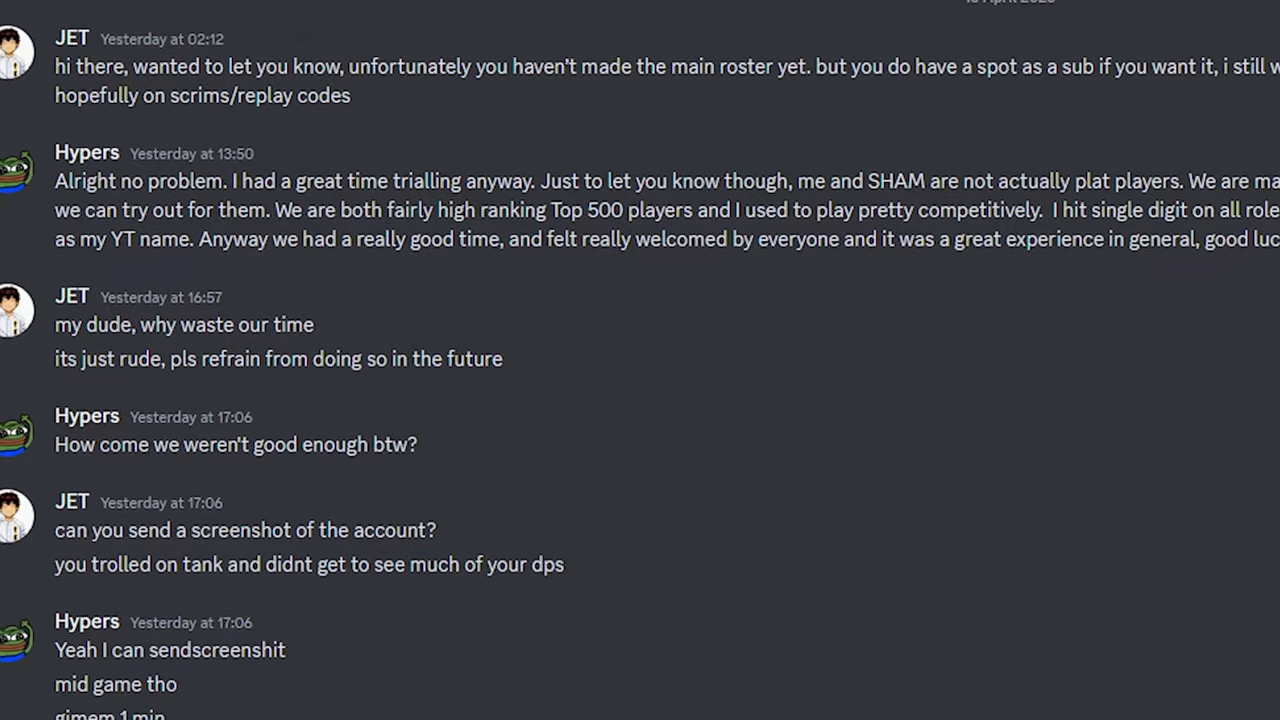 JET Yesterday at 02:12
hi there, wanted to let you know, unfortunately you haven't made the main roster yet. but you do have a spot as a sub if you want it, i still
hopefully on scrims/replay codes
Hypers Yesterday at 13:50
Alright no problem. I had a great time trialling anyway. Just to let you know though, me and SHAM are not actually plat players. We are
we can try out for them. We are both fairly high ranking Top 500 players and I used to play pretty competitively. I hit single digit on all
as my YT name. Anyway we had a really good time, and felt really welcomed by everyone and it was a great experience in general, good
JET Yesterday at 16:57
my dude, why waste our time
its just rude, pls refrain from doing so in the future
Hypers Yesterday at 17:06
How come we weren't good enough btw?
JET Yesterday at 17:06
can you send a screenshot of the account?
you trolled on tank and didnt get to see much of your dps
Hypers Yesterday at 17:06
Yeah I can sendscreenshit
mid game tho
gimem 1 min